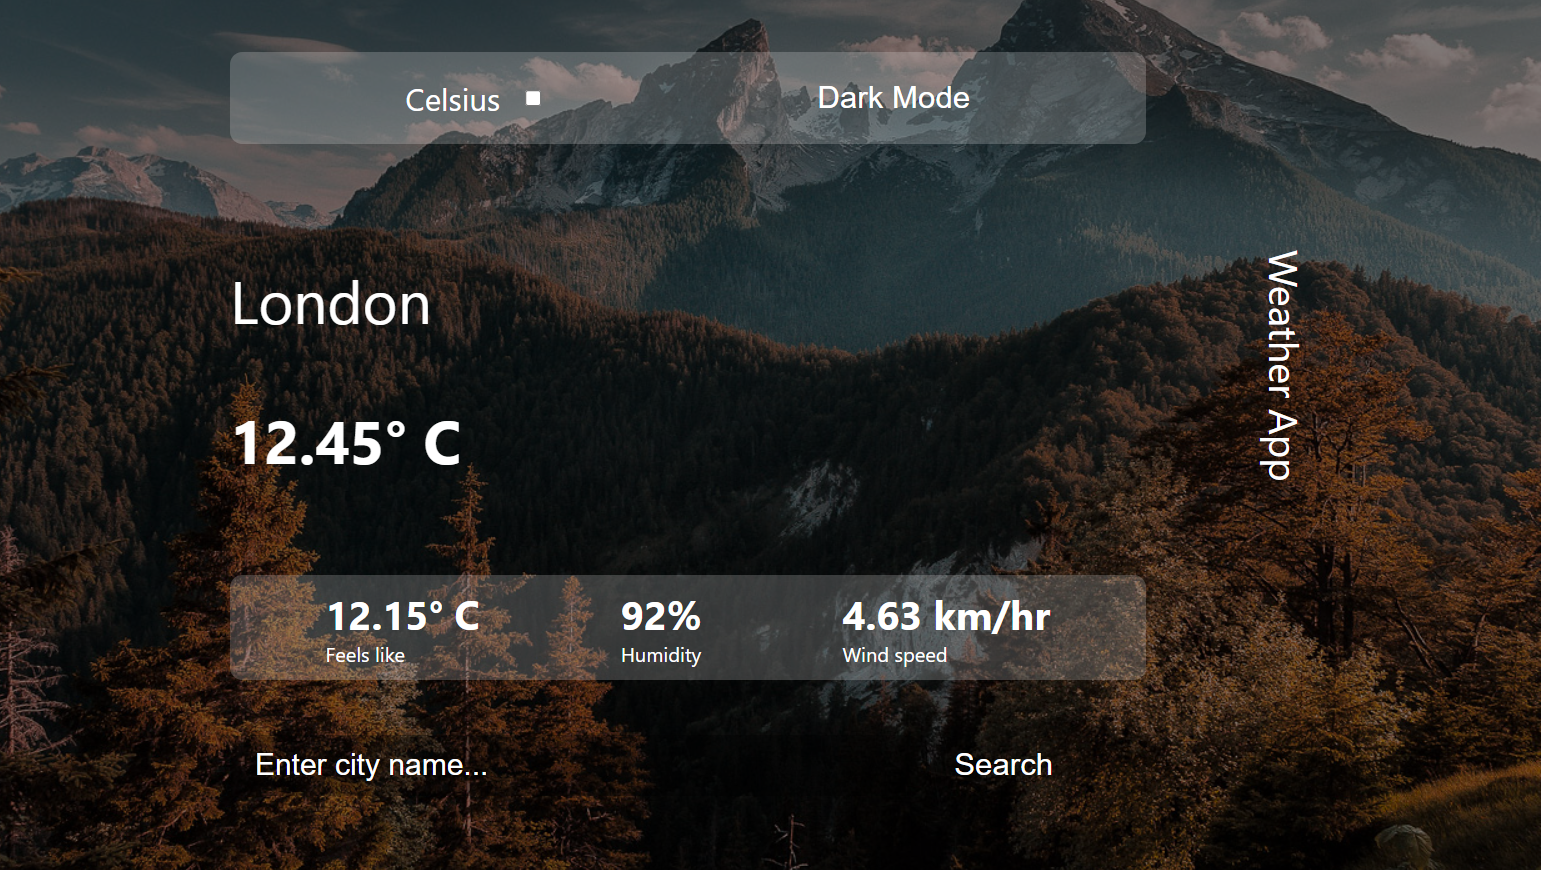 Celsius
Dark Mode
London
Weather App
12.45° C
12.15° C
92%
4.63 km/hr
Feels like
Humidity
Wind speed
Enter city name...
Search